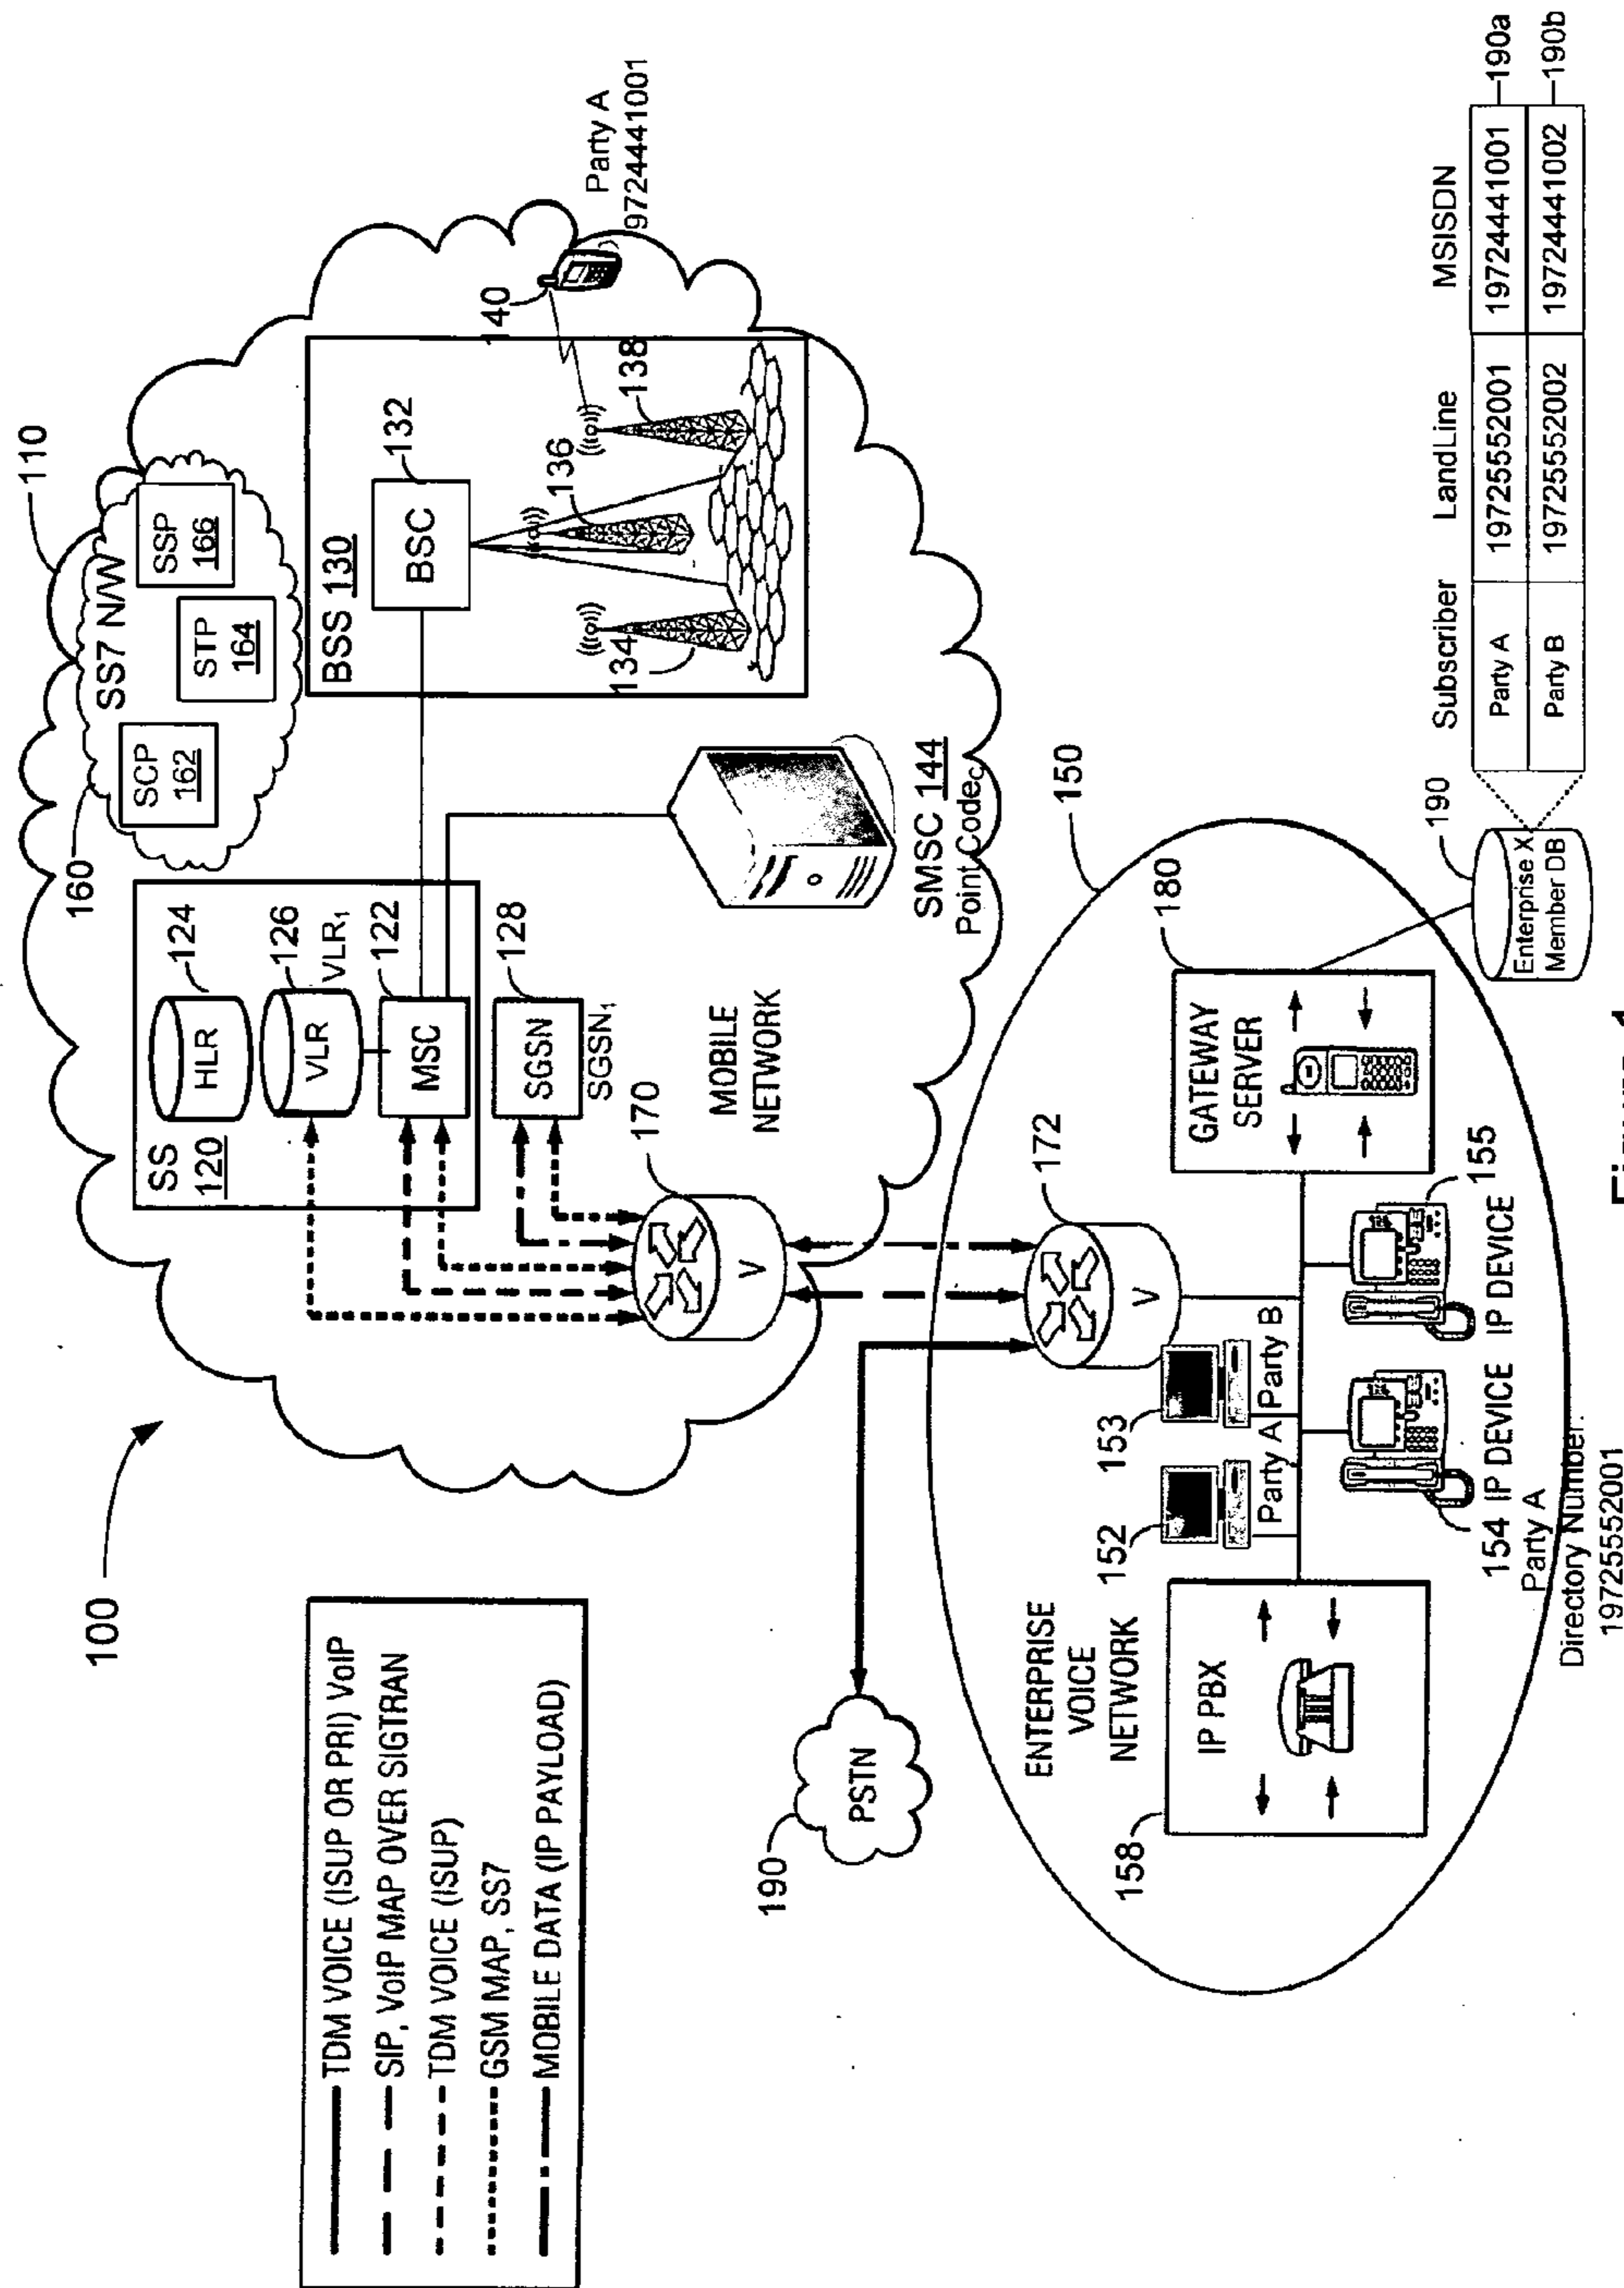 100
TDM VOICE (ISUP OR PRI) VoIP
SIP, VoIP MAP OVER SIGTRAN
TDM VOICE (ISUP)
GSM MAP, SS7
MOBILE DATA (IP PAYLOAD)
110
160
SS7 N/W
SCP
162
STP
164
SSP
166
SS
120
HLR
124
VLR
126
VLR1
MSC
122
SGSN
128
SGSN1
BSS 130
BSC
132
134
136
138
140
Party A
9724441001
SMSC 144
Point CodeC
MOBILE
NETWORK
170
V
190
PSTN
150
172
V
ENTERPRISE
VOICE
NETWORK
152
153
Party A
Party B
158
IP PBX
GATEWAY
SERVER
180
154 IP DEVICE
Party A
Directory Number:
19725552001
IP DEVICE
155
190
Enterprise X
Member DB
Subscriber LandLine MSISDN
Party A 19725552001 19724441001 190a
Party B 19725552002 19724441002 190b
Figure 1